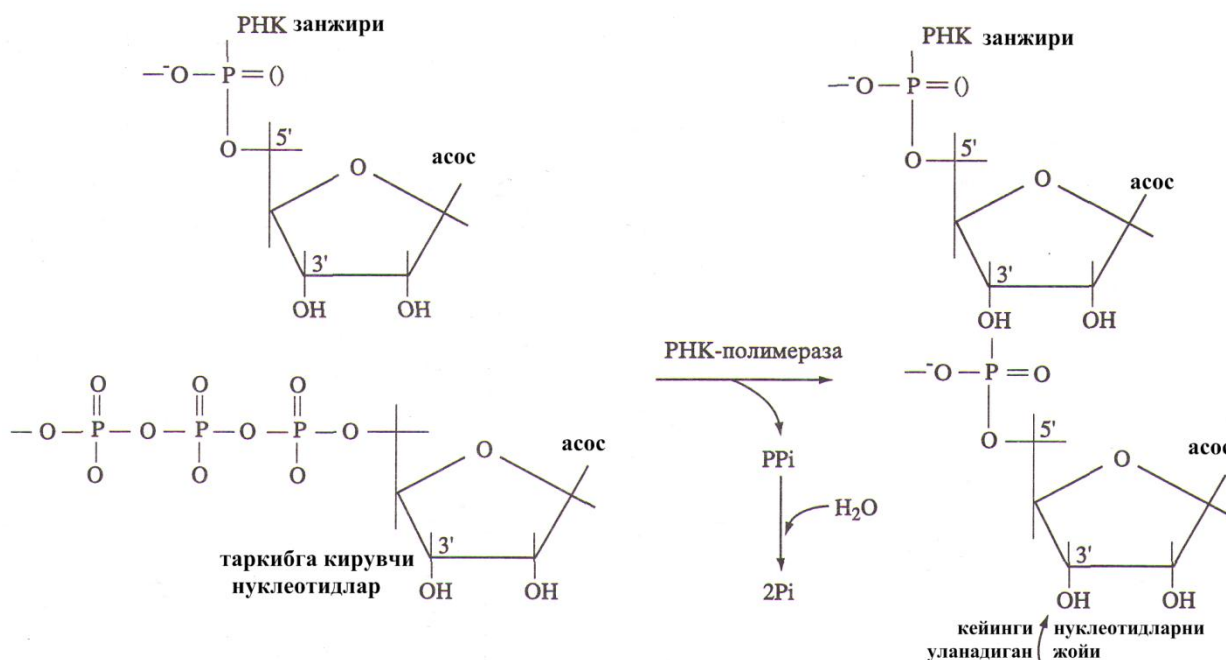 РНК занжири
⁻O—P=()
O
5'
O
асос
3'
OH OH
O O O
—O—P—O—P—O—P—O
O O O
O
асос
таркибга кирувчи
нуклеотидлар
3'
OH OH
РНК-полимераза
PPi
H₂O
2Pi
РНК занжири
⁻O—P=()
O
5'
O
асос
3'
OH OH
⁻O—P=O
O
5'
O
асос
3'
OH OH
кейинги нуклеотидларни
уланадиган жойи